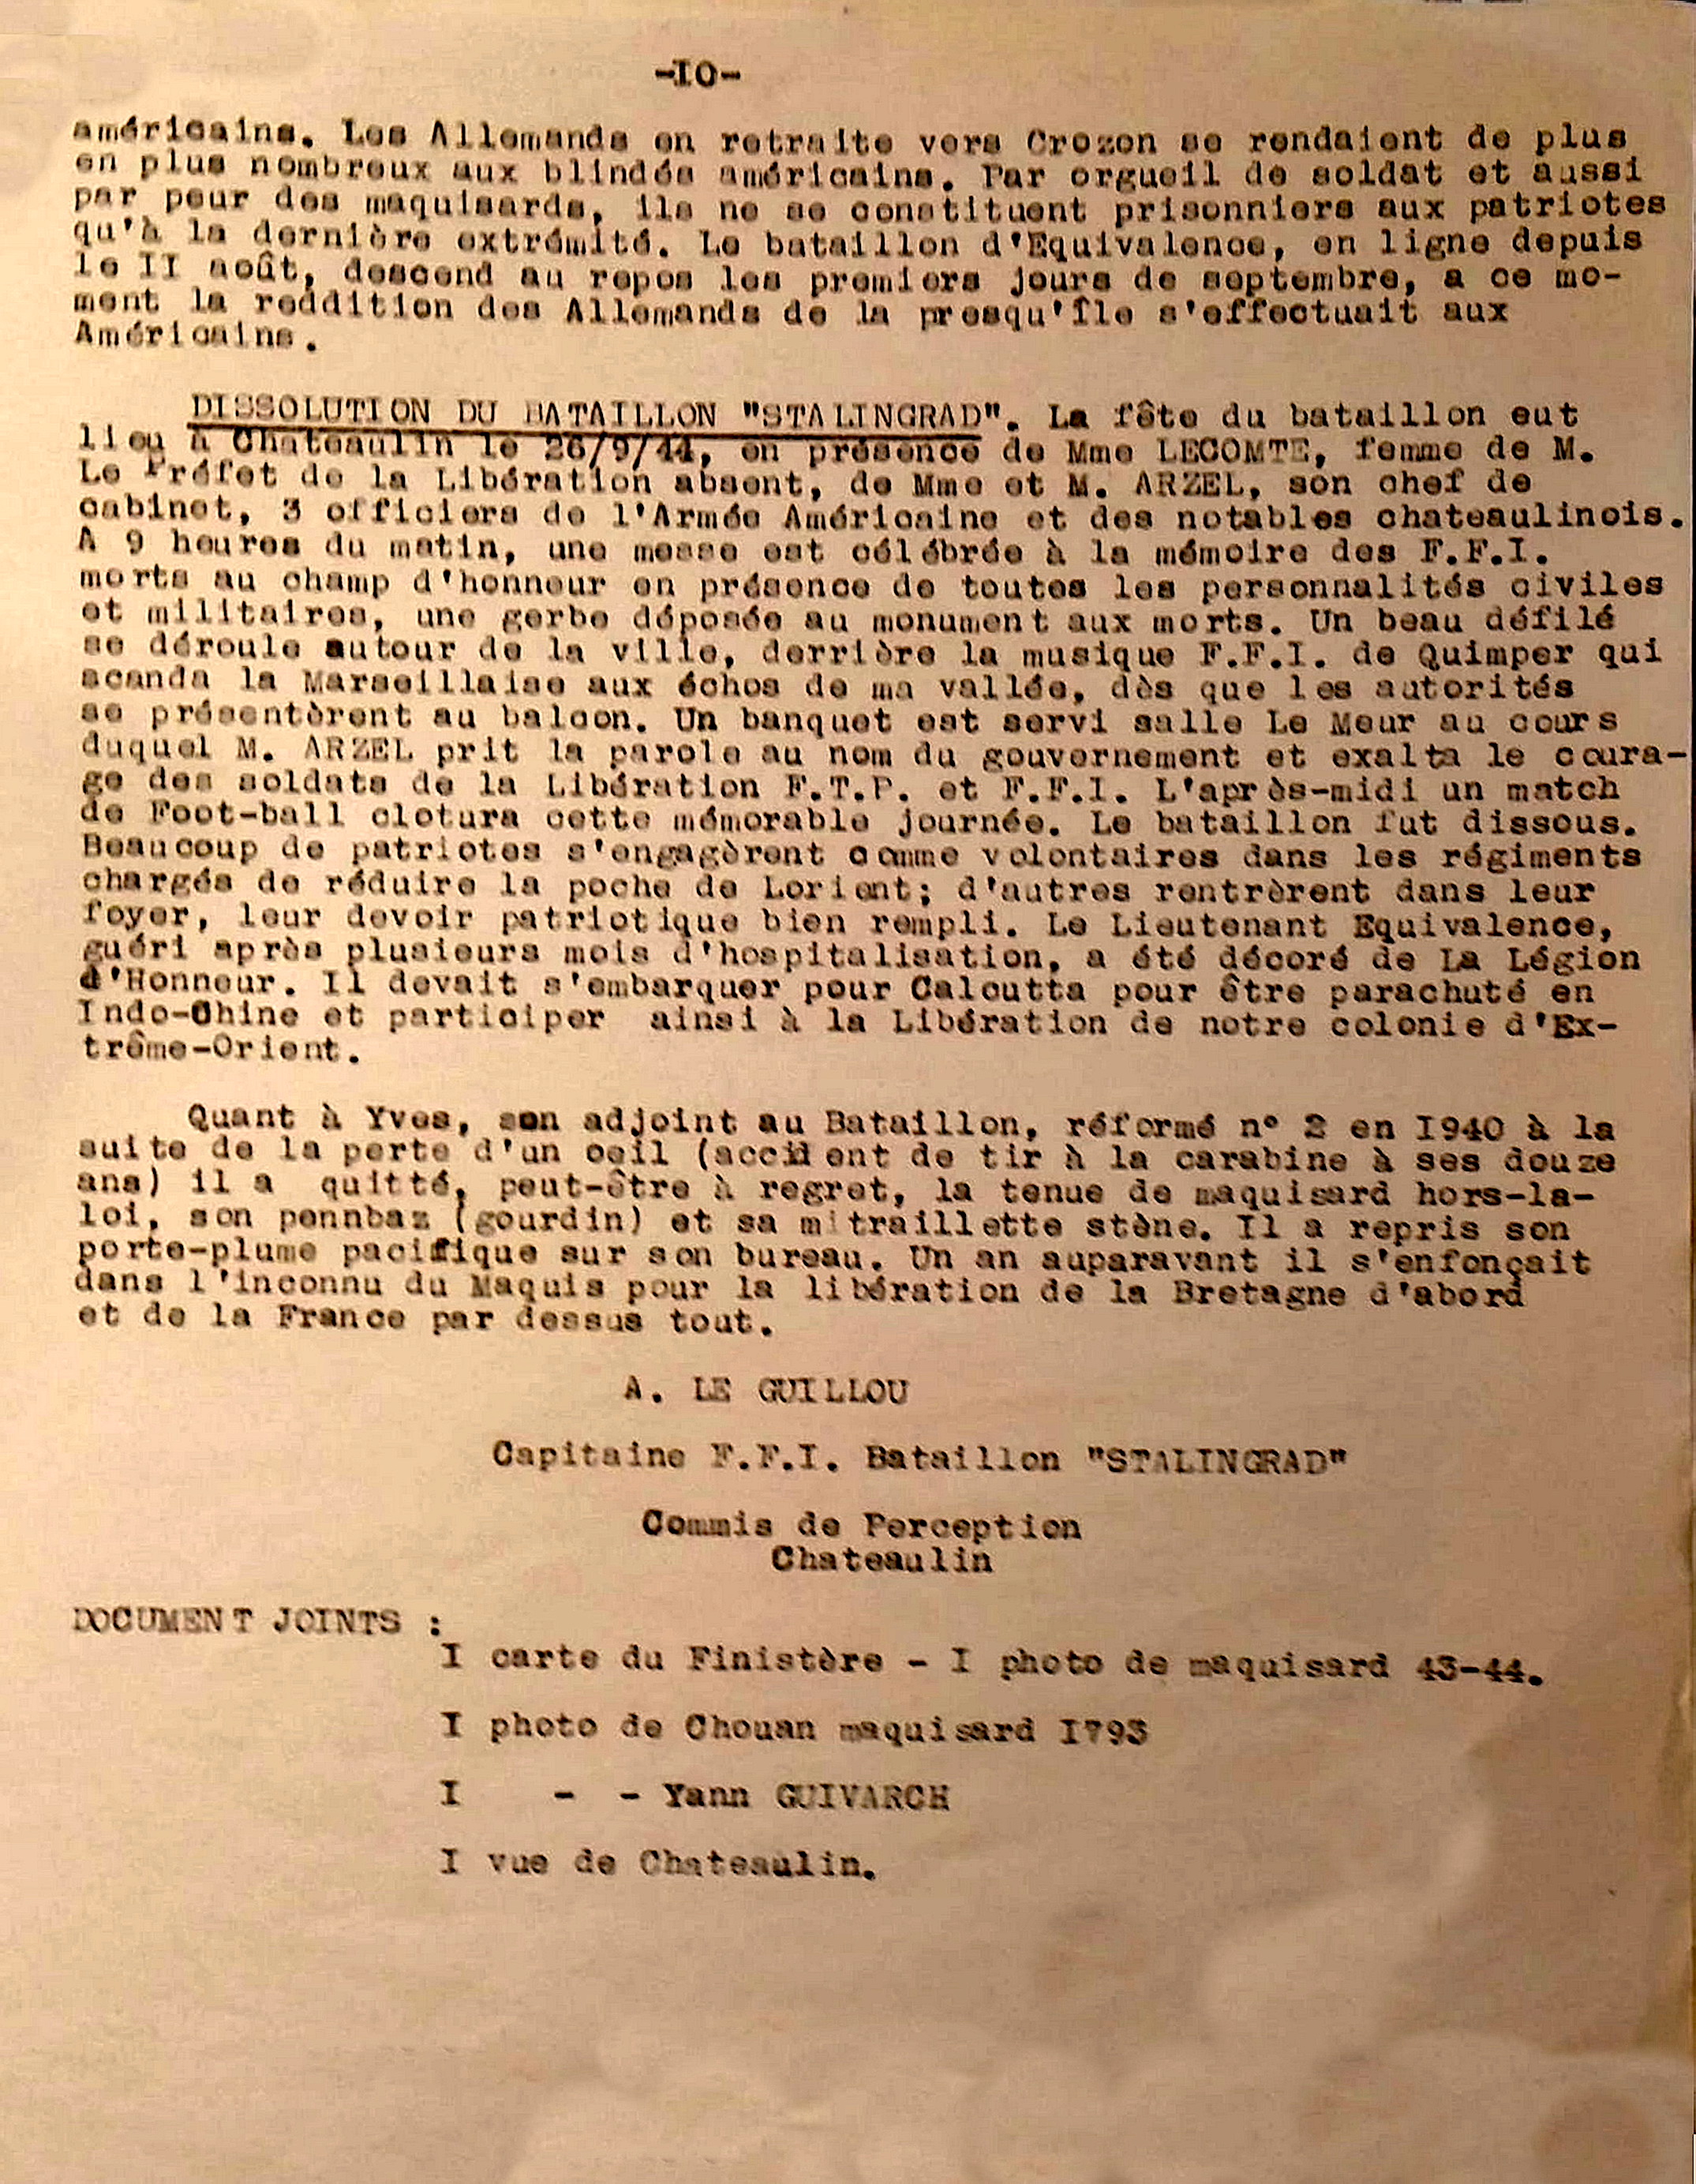 -IO-
américains. Les Allemands en retraite vers Crozon se rendaient de plus
en plus nombreux aux blindés américains. Par orgueil de soldat et aussi
par peur des maquisards, ils ne se constituent prisonniers aux patriotes
qu'à la dernière extrémité. Le bataillon d'Equivalence, en ligne depuis
le II août, descend au repos les premiers jours de septembre, a ce mo-
ment la reddition des Allemands de la presqu'Île s'effectuait aux
Américains.
DISSOLUTION DU BATAILLON "STALINGRAD". La fête du bataillon eut
lieu à Chateaulin le 26/9/44, en présence de Mme LECOMTE, femme de M.
Le Préfet de la Libération absent, de Mme et M. ARZEL, son chef de
cabinet, 3 officiers de l'Armée Américaine et des notables chateaulinois.
A 9 heures du matin, une messe est célébrée à la mémoire des F.F.I.
morts au champ d'honneur en présence de toutes les personnalités civiles
et militaires, une gerbe déposée au monument aux morts. Un beau défilé
se déroule autour de la ville, derrière la musique F.F.I. de Quimper qui
scanda la Marseillaise aux échos de ma vallée, dès que les autorités
se présentèrent au balcon. Un banquet est servi salle Le Meur au cours
duquel M. ARZEL prit la parole au nom du gouvernement et exalta le coura-
ge des soldats de la Libération F.T.P. et F.F.I. L'après-midi un match
de Foot-ball clotura cette mémorable journée. Le bataillon fut dissous.
Beaucoup de patriotes s'engagèrent comme volontaires dans les régiments
chargés de réduire la poche de Lorient; d'autres rentrèrent dans leur
foyer, leur devoir patriotique bien rempli. Le Lieutenant Equivalence,
guéri après plusieurs mois d'hospitalisation, a été décoré de La Légion
d'Honneur. Il devait s'embarquer pour Calcutta pour être parachuté en
Indo-Chine et participer ainsi à la Libération de notre colonie d'Ex-
trême-Orient.
Quant à Yves, son adjoint au Bataillon, réformé n° 2 en I940 à la
suite de la perte d'un oeil (accident de tir à la carabine à ses douze
ans) il a quitté, peut-être à regret, la tenue de maquisard hors-la-
loi, son pennbaz (gourdin) et sa mitraillette stène. Il a repris son
porte-plume pacifique sur son bureau. Un an auparavant il s'enfonçait
dans l'inconnu du Maquis pour la libération de la Bretagne d'abord
et de la France par dessus tout.
A. LE GUILLOU
Capitaine F.F.I. Bataillon "STALINGRAD"
Commis de Perception
Chateaulin
DOCUMENT JOINTS :
I carte du Finistère - I photo de maquisard 43-44.
I photo de Chouan maquisard I793
I - - Yann GUIVARCH
I vue de Chateaulin.